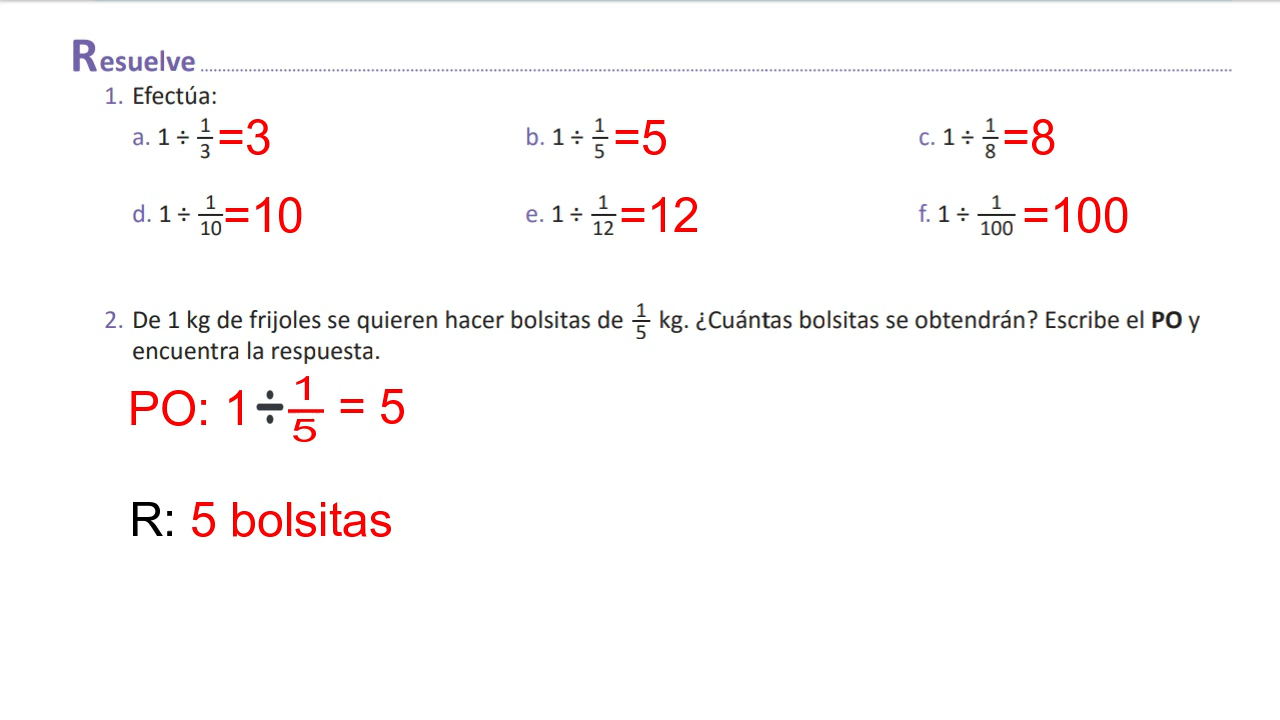 Resuelve
1. Efectúa:
a. 1 ÷ 1/3 =3 b. 1 ÷ 1/5 =5 c. 1 ÷ 1/8 =8
d. 1 ÷ 1/10 =10 e. 1 ÷ 1/12 =12 f. 1 ÷ 1/100 =100
2. De 1 kg de frijoles se quieren hacer bolsitas de 1/5 kg. ¿Cuántas bolsitas se obtendrán? Escribe el PO y
encuentra la respuesta.
PO: 1 ÷ 1/5 = 5
R: 5 bolsitas